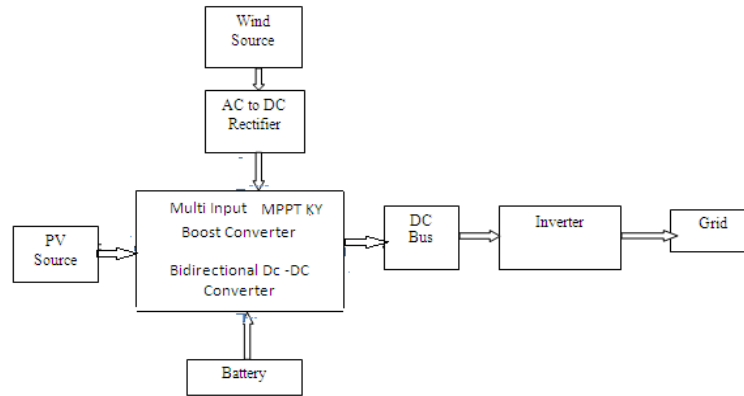 Wind
Source
AC to DC
Rectifier
Multi Input MPPT KY
Boost Converter
Bidirectional Dc -DC
Converter
PV
Source
DC
Bus
Inverter
Grid
Battery